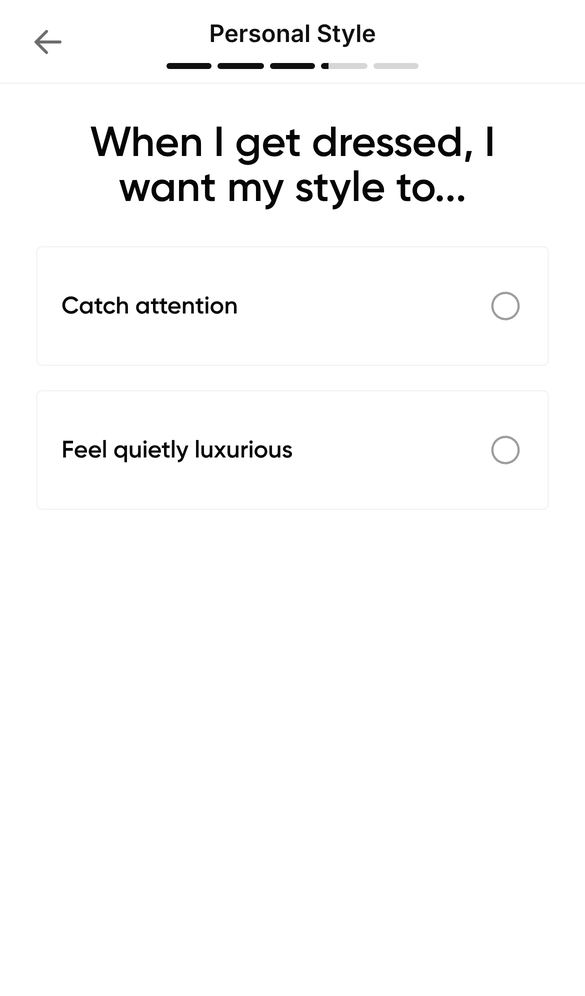 Personal Style
When I get dressed, I
want my style to...
Catch attention
Feel quietly luxurious